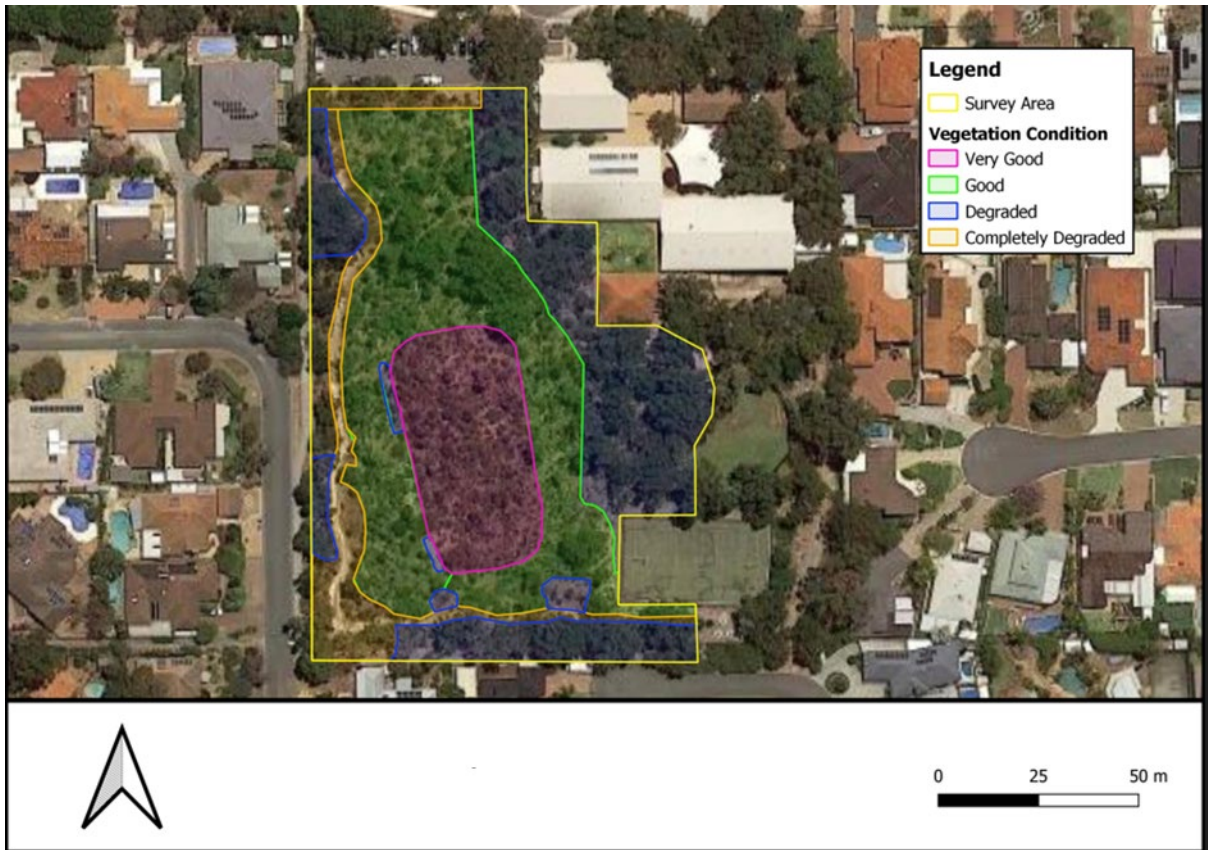 Legend
Survey Area
Vegetation Condition
Very Good
Good
Degraded
Completely Degraded
0 25 50 m